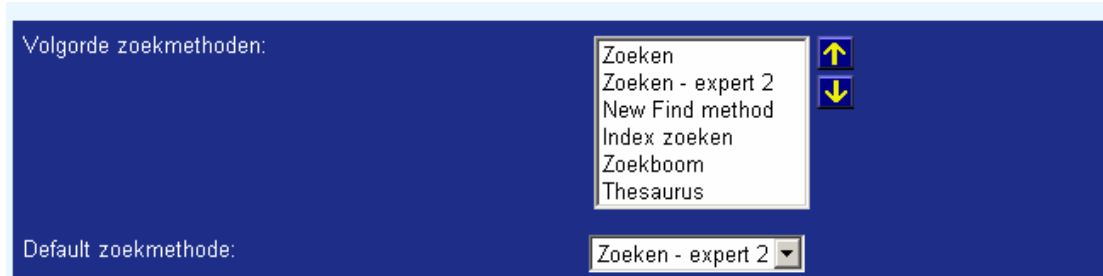 Volgorde zoekmethoden:
Zoeken
Zoeken - expert 2
New Find method
Index zoeken
Zoekboom
Thesaurus
Default zoekmethode:
Zoeken - expert 2